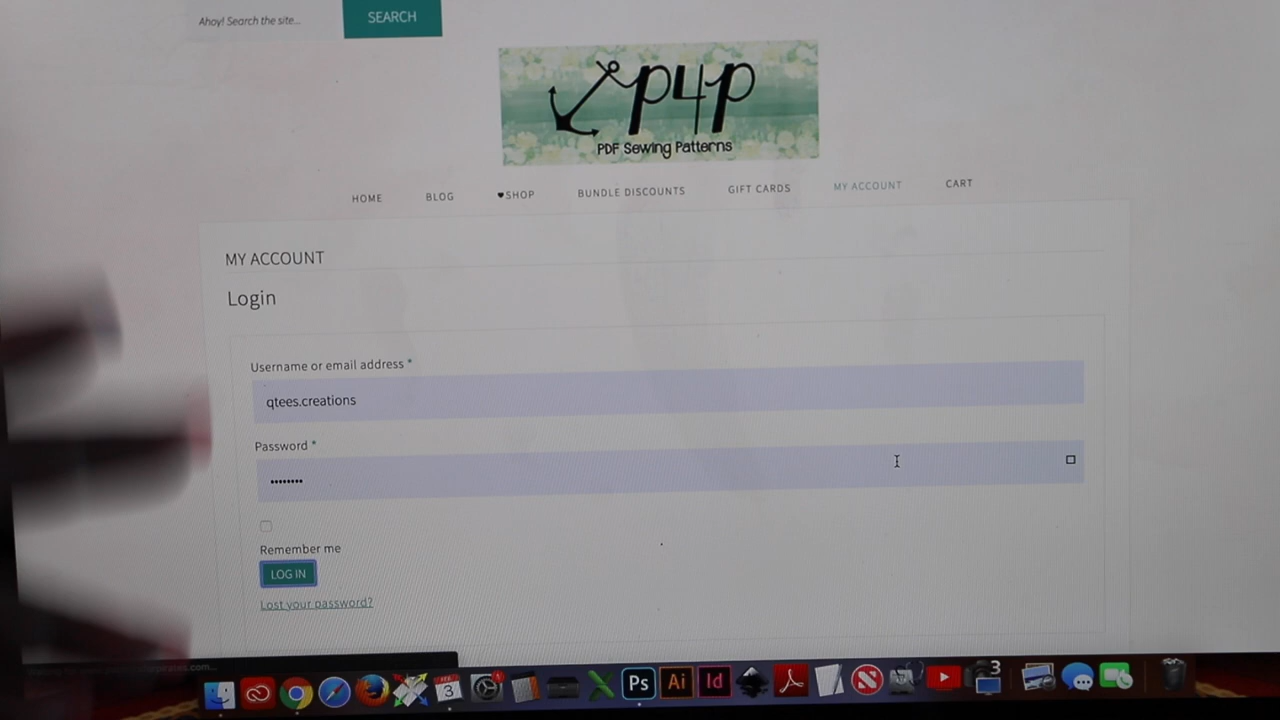 Ahoy! Search the site...
SEARCH
p4p
PDF Sewing Patterns
HOME
BLOG
♥SHOP
BUNDLE DISCOUNTS
GIFT CARDS
MY ACCOUNT
CART
MY ACCOUNT
Login
Username or email address *
qtees.creations
Password *
••••••••
Remember me
LOG IN
Lost your password?
3
Ps
Ai
Id
3